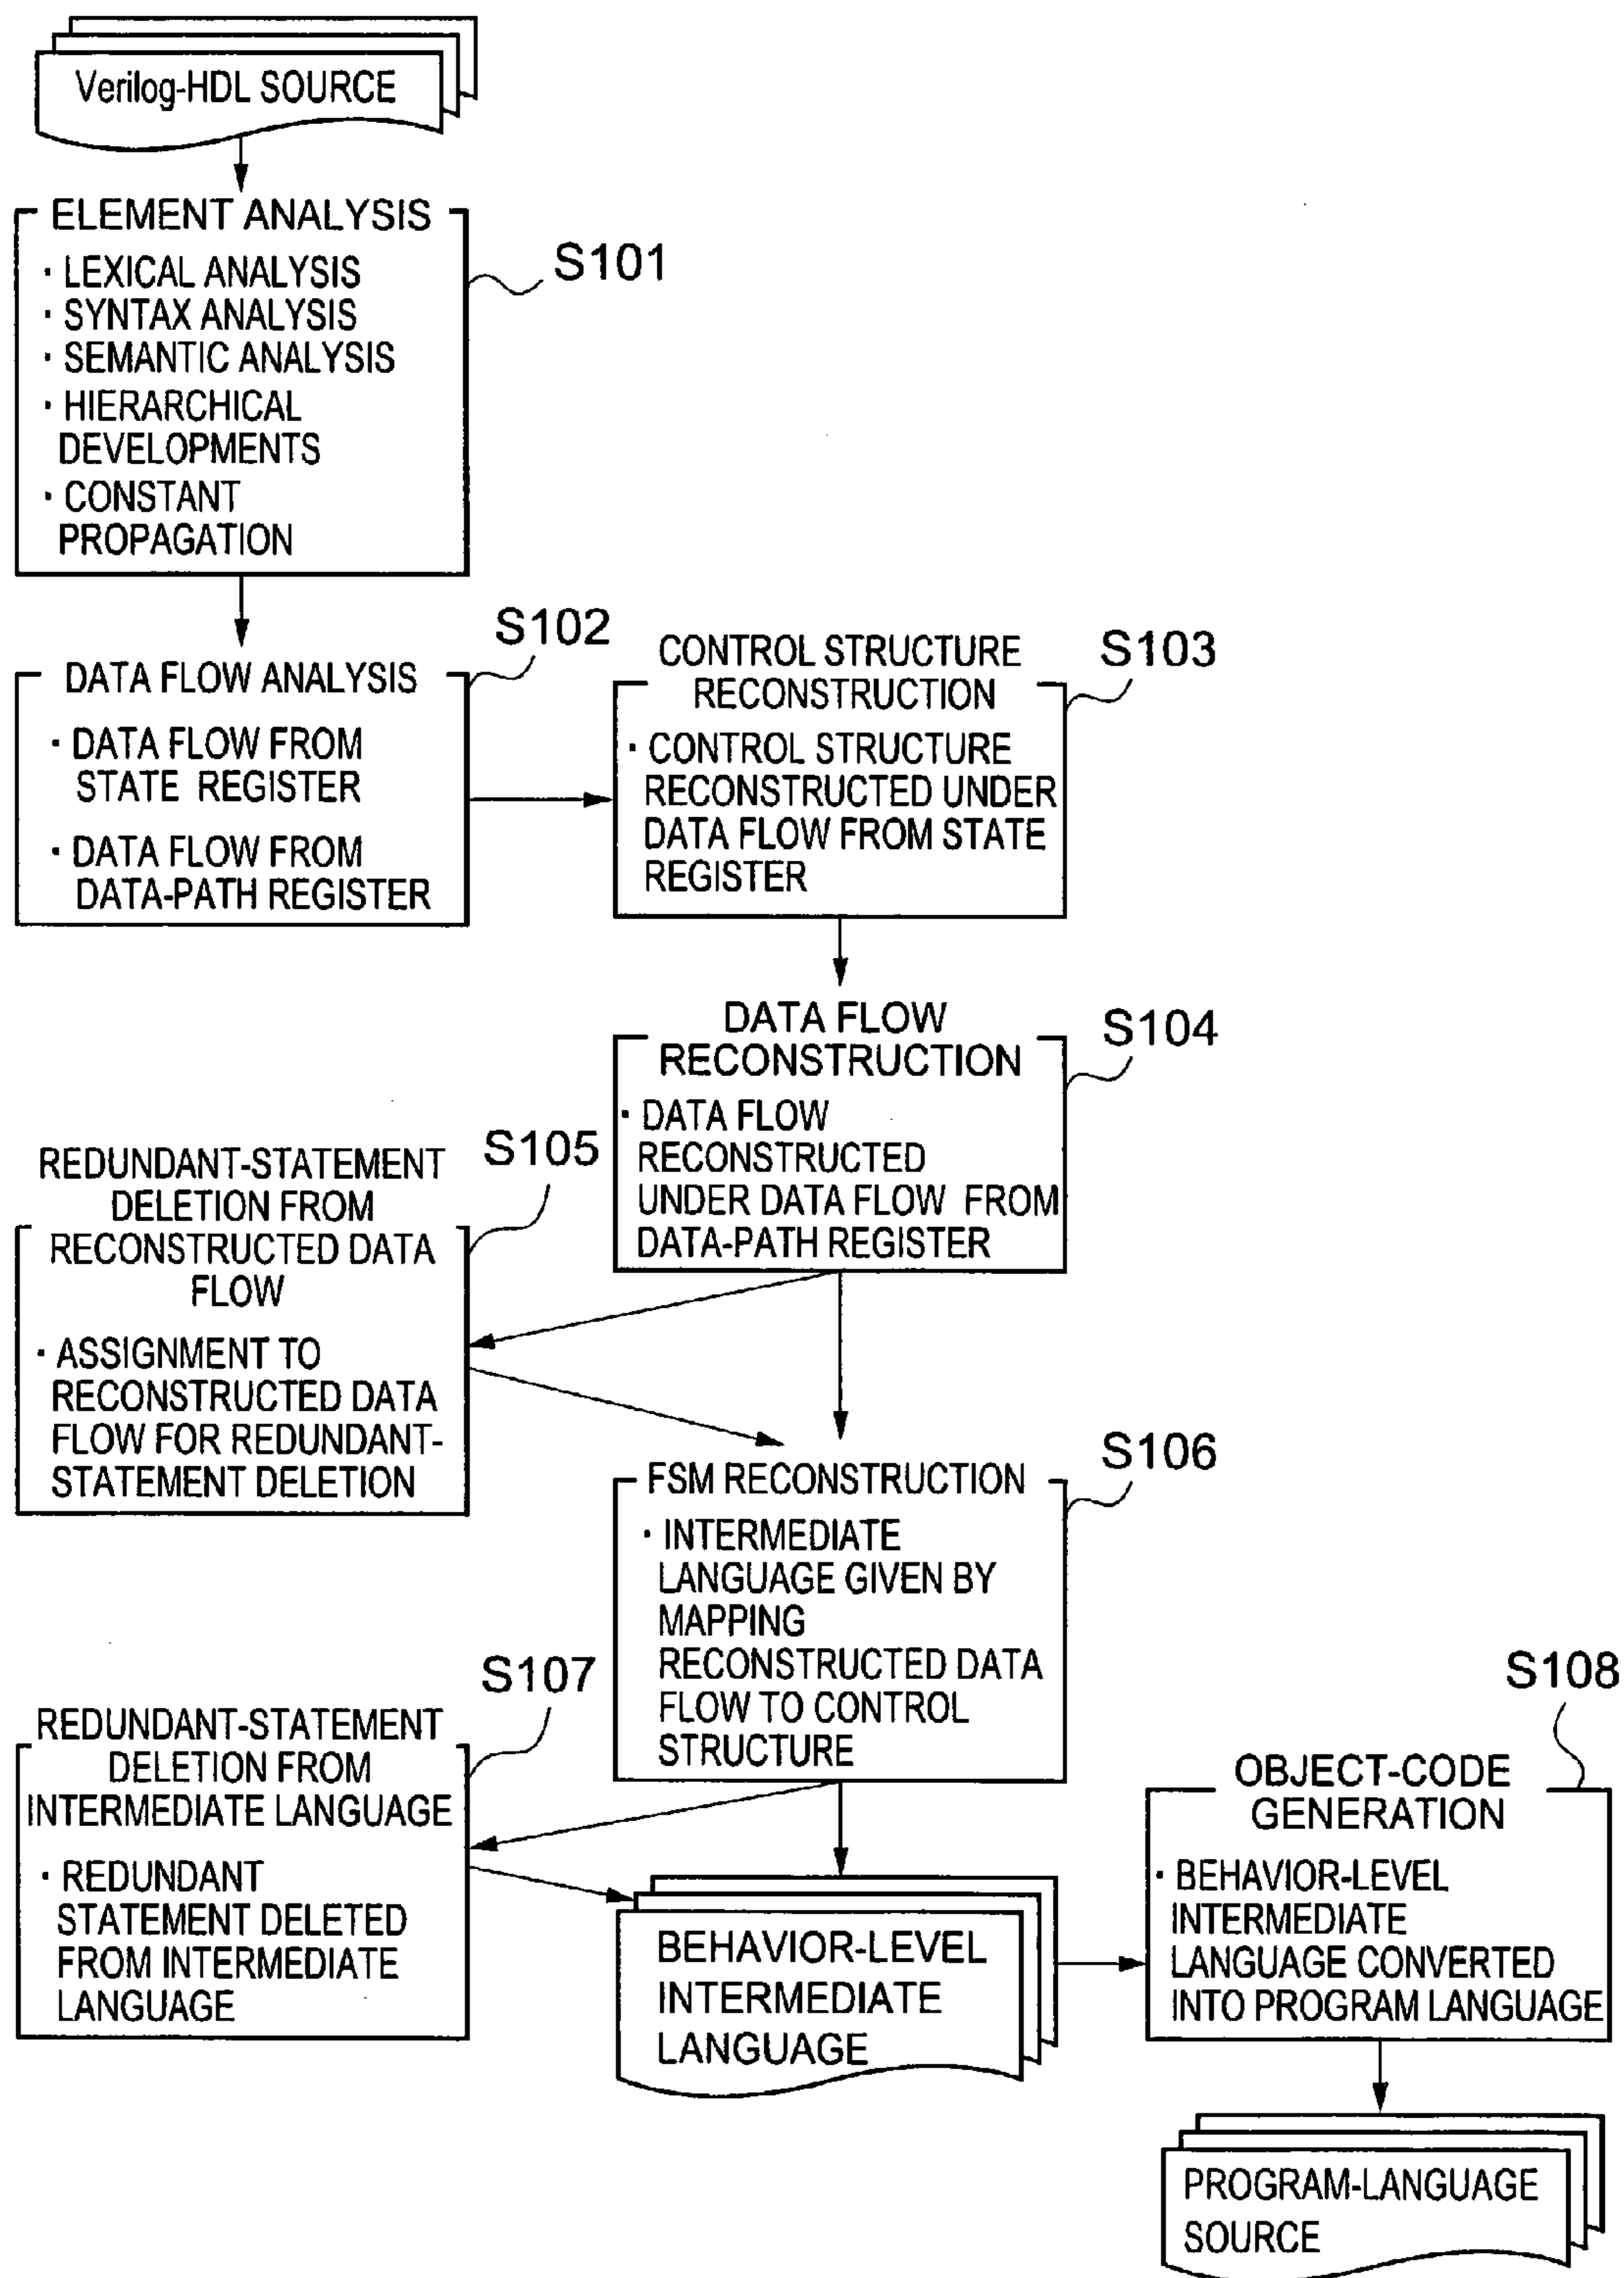 Verilog-HDL SOURCE
ELEMENT ANALYSIS
· LEXICAL ANALYSIS
· SYNTAX ANALYSIS
· SEMANTIC ANALYSIS
· HIERARCHICAL
DEVELOPMENTS
· CONSTANT
PROPAGATION
S101
DATA FLOW ANALYSIS
· DATA FLOW FROM
STATE REGISTER
· DATA FLOW FROM
DATA-PATH REGISTER
S102
CONTROL STRUCTURE
RECONSTRUCTION
· CONTROL STRUCTURE
RECONSTRUCTED UNDER
DATA FLOW FROM STATE
REGISTER
S103
DATA FLOW
RECONSTRUCTION
· DATA FLOW
RECONSTRUCTED
UNDER DATA FLOW FROM
DATA-PATH REGISTER
S104
REDUNDANT-STATEMENT
DELETION FROM
RECONSTRUCTED DATA
FLOW
· ASSIGNMENT TO
RECONSTRUCTED DATA
FLOW FOR REDUNDANT-
STATEMENT DELETION
S105
FSM RECONSTRUCTION
· INTERMEDIATE
LANGUAGE GIVEN BY
MAPPING
RECONSTRUCTED DATA
FLOW TO CONTROL
STRUCTURE
S106
REDUNDANT-STATEMENT
DELETION FROM
INTERMEDIATE LANGUAGE
· REDUNDANT
STATEMENT DELETED
FROM INTERMEDIATE
LANGUAGE
S107
BEHAVIOR-LEVEL
INTERMEDIATE
LANGUAGE
OBJECT-CODE
GENERATION
· BEHAVIOR-LEVEL
INTERMEDIATE
LANGUAGE CONVERTED
INTO PROGRAM LANGUAGE
S108
PROGRAM-LANGUAGE
SOURCE